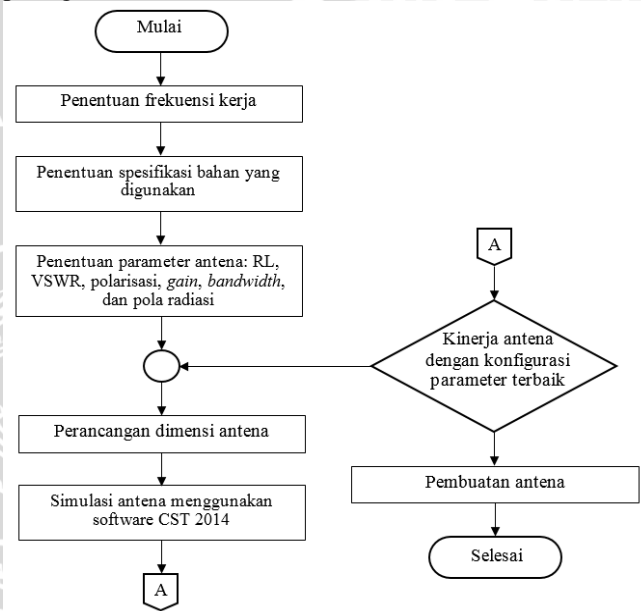 Mulai
Penentuan frekuensi kerja
Penentuan spesifikasi bahan yang
digunakan
Penentuan parameter antena: RL,
VSWR, polarisasi, gain, bandwidth,
dan pola radiasi
Perancangan dimensi antena
Simulasi antena menggunakan
software CST 2014
A
A
Kinerja antena
dengan konfigurasi
parameter terbaik
Pembuatan antena
Selesai